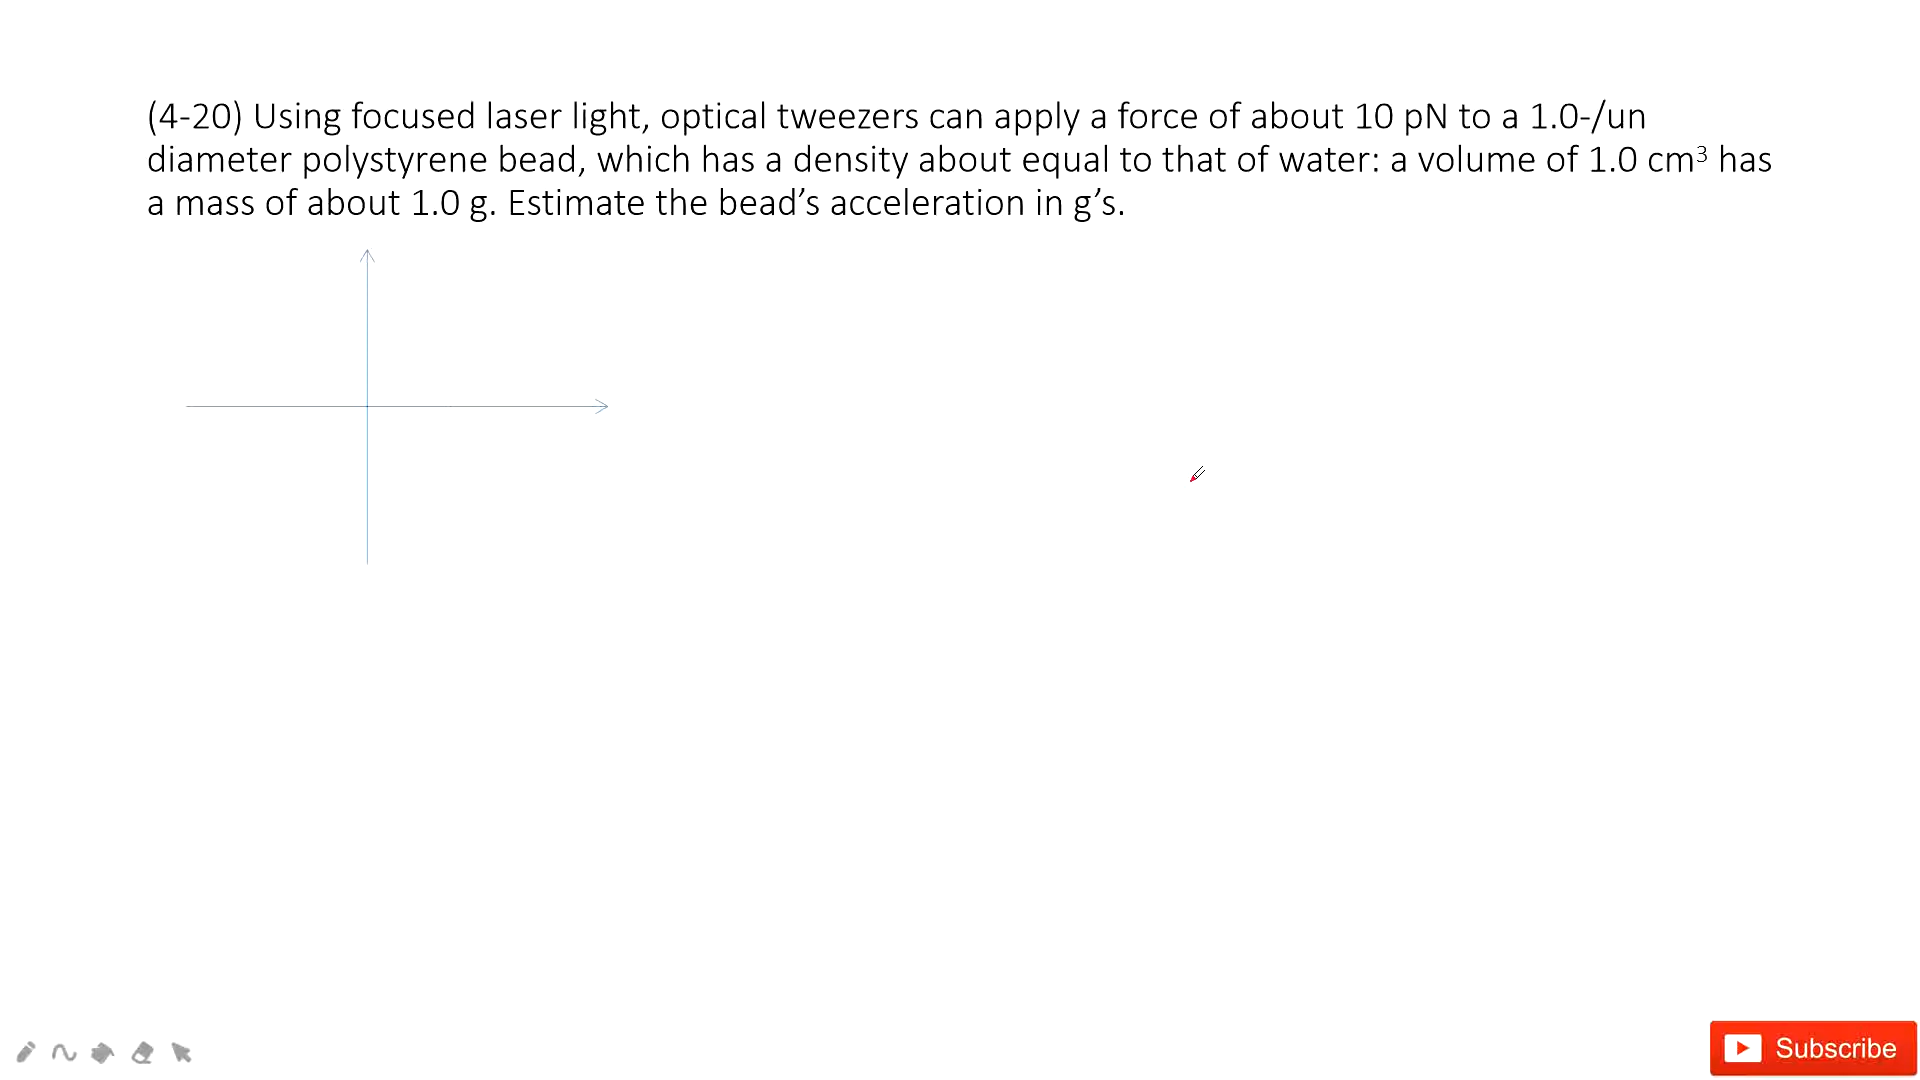 (4-20) Using focused laser light, optical tweezers can apply a force of about 10 pN to a 1.0-/un
diameter polystyrene bead, which has a density about equal to that of water: a volume of 1.0 cm³ has
a mass of about 1.0 g. Estimate the bead’s acceleration in g’s.
Subscribe